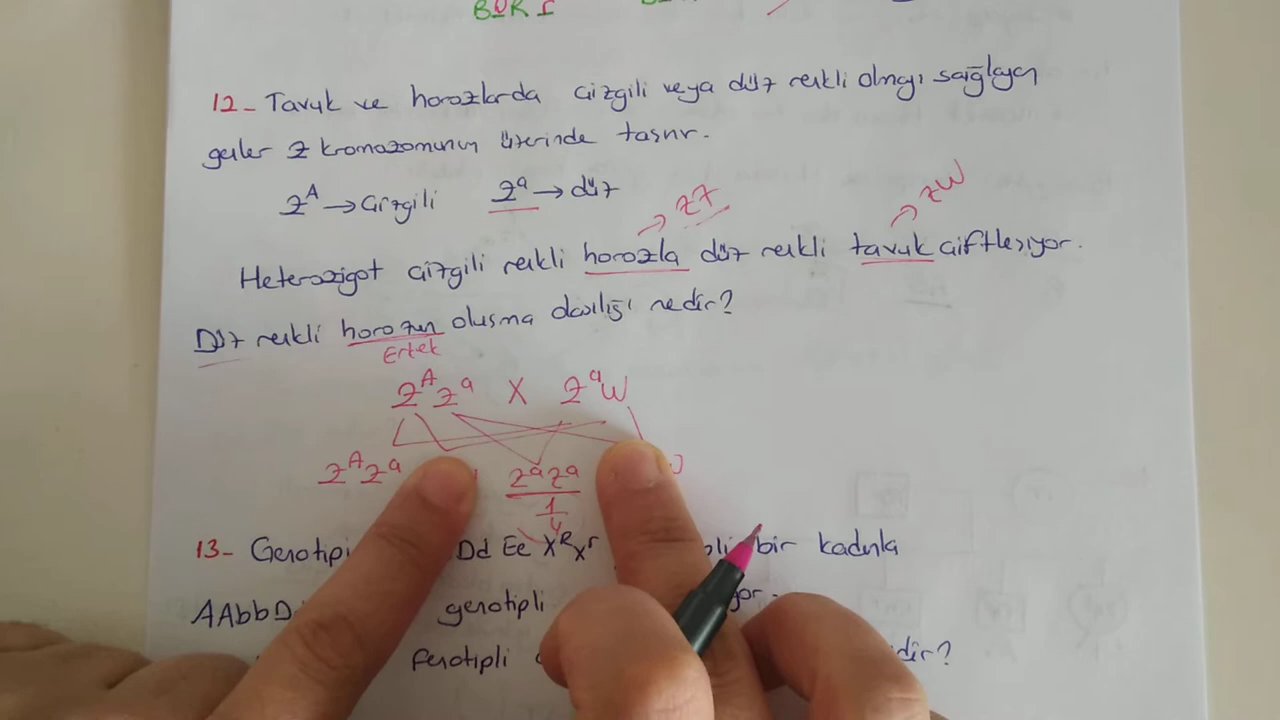 12- Tavuk ve horozlarda çizgili veya düz renkli olmayı sağlayan
genler Z kromozomunun üzerinde taşınır.
Z^A → Çizgili Z^a → düz
→ ZZ → ZW
Heterozigot çizgili renkli horozla düz renkli tavuk çiftleşiyor.
Düz renkli horozun oluşma olasılığı nedir?
Erkek
Z^A Z^a X Z^a W
Z^A Z^a Z^a Z^a
1/4
13- Dd Ee X^R X^r bir kadınla
AAbbD genotipli
fenotipli